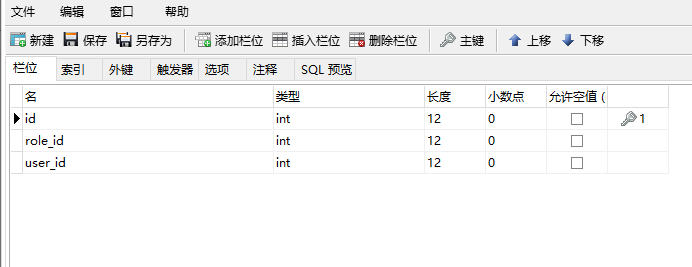 文件 编辑 窗口 帮助
新建 保存 另存为 添加栏位 插入栏位 删除栏位 主键 上移 下移
栏位 索引 外键 触发器 选项 注释 SQL 预览
名 类型 长度 小数点 允许空值 (
id int 12 0 1
role_id int 12 0
user_id int 12 0